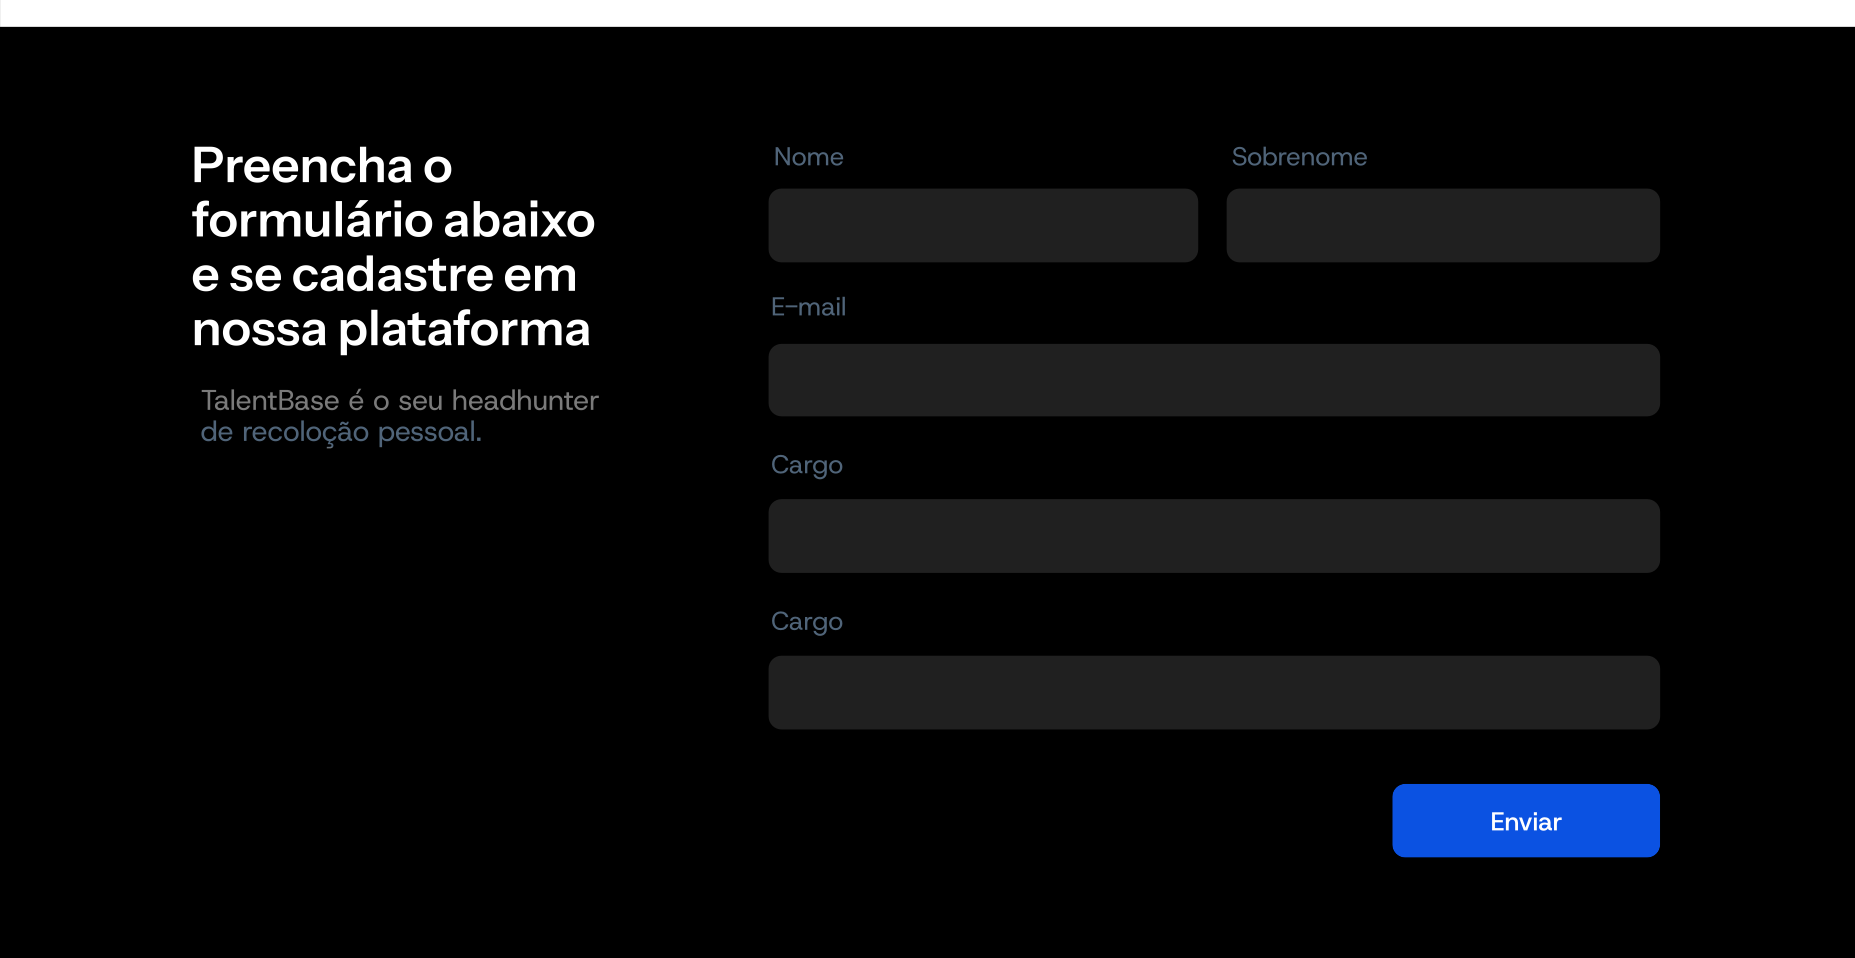 Preencha o
formulário abaixo
e se cadastre em
nossa plataforma
TalentBase é o seu headhunter
de recoloção pessoal.
Nome
Sobrenome
E-mail
Cargo
Cargo
Enviar